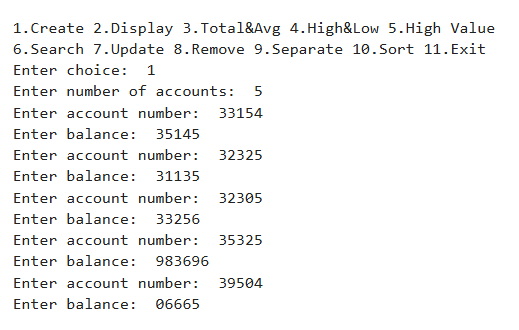 1.Create 2.Display 3.Total&Avg 4.High&Low 5.High Value
6.Search 7.Update 8.Remove 9.Separate 10.Sort 11.Exit
Enter choice:  1
Enter number of accounts:  5
Enter account number:  33154
Enter balance:  35145
Enter account number:  32325
Enter balance:  31135
Enter account number:  32305
Enter balance:  33256
Enter account number:  35325
Enter balance:  983696
Enter account number:  39504
Enter balance:  06665